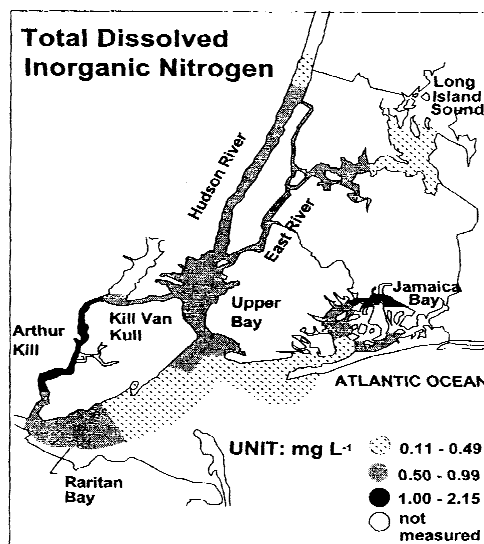 Total Dissolved
Inorganic Nitrogen
Long
Island
Sound
Hudson River
East River
Jamaica
Bay
Upper
Bay
Kill Van
Kull
Arthur
Kill
ATLANTIC OCEAN
Raritan
Bay
UNIT: mg L-1
0.11 - 0.49
0.50 - 0.99
1.00 - 2.15
not
measured